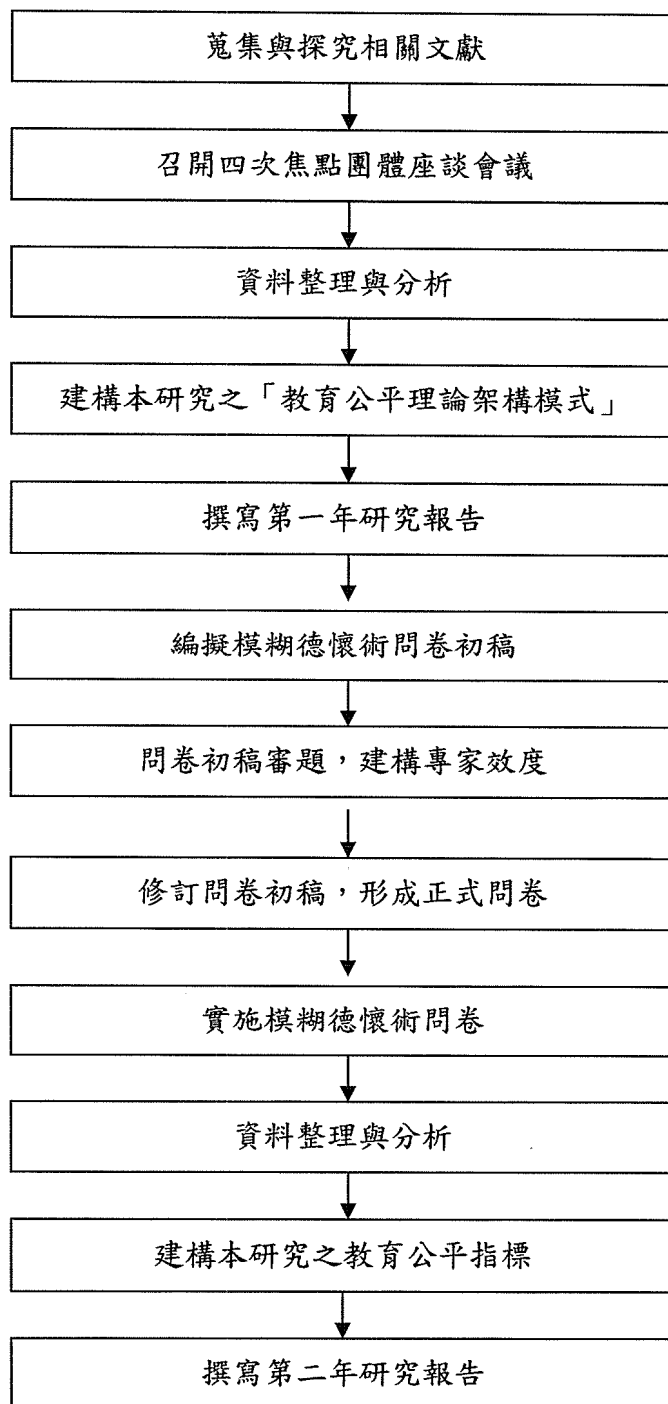 蒐集與探究相關文獻
召開四次焦點團體座談會議
資料整理與分析
建構本研究之「教育公平理論架構模式」
撰寫第一年研究報告
編擬模糊德懷術問卷初稿
問卷初稿審題，建構專家效度
修訂問卷初稿，形成正式問卷
實施模糊德懷術問卷
資料整理與分析
建構本研究之教育公平指標
撰寫第二年研究報告